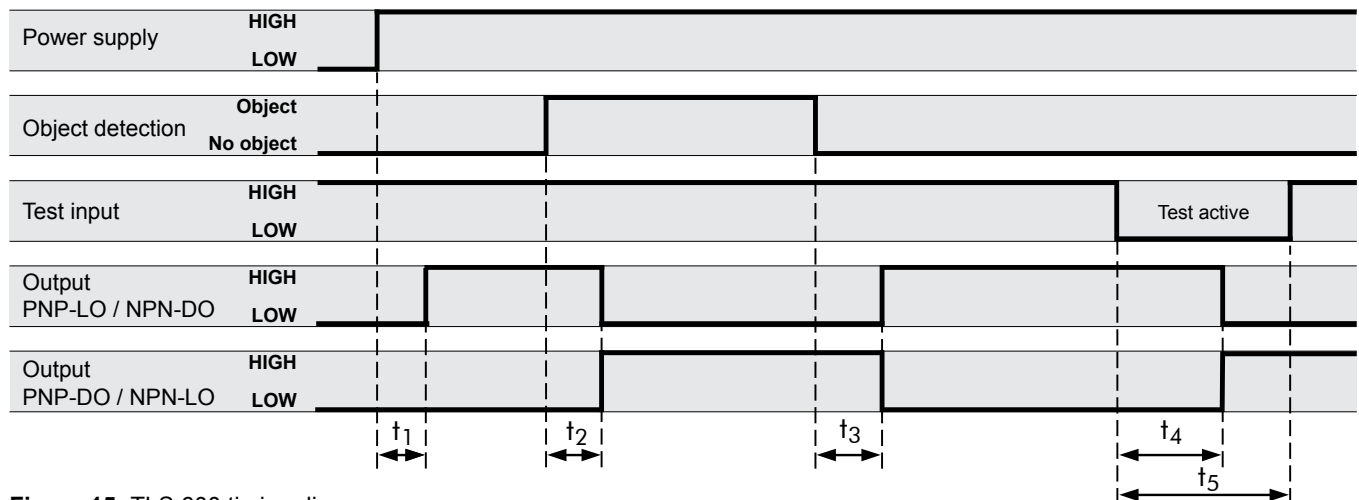 Power supply
HIGH
LOW
Object detection
Object
No object
Test input
HIGH
LOW
Test active
Output
PNP-LO / NPN-DO
HIGH
LOW
Output
PNP-DO / NPN-LO
HIGH
LOW
t1
t2
t3
t4
t5